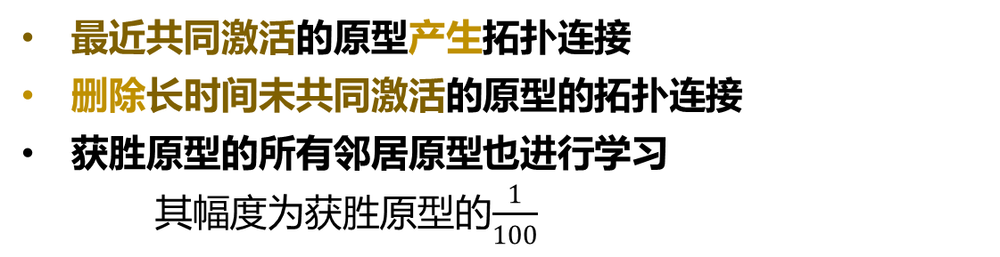 • 最近共同激活的原型产生拓扑连接
• 删除长时间未共同激活的原型的拓扑连接
• 获胜原型的所有邻居原型也进行学习
其幅度为获胜原型的1/100